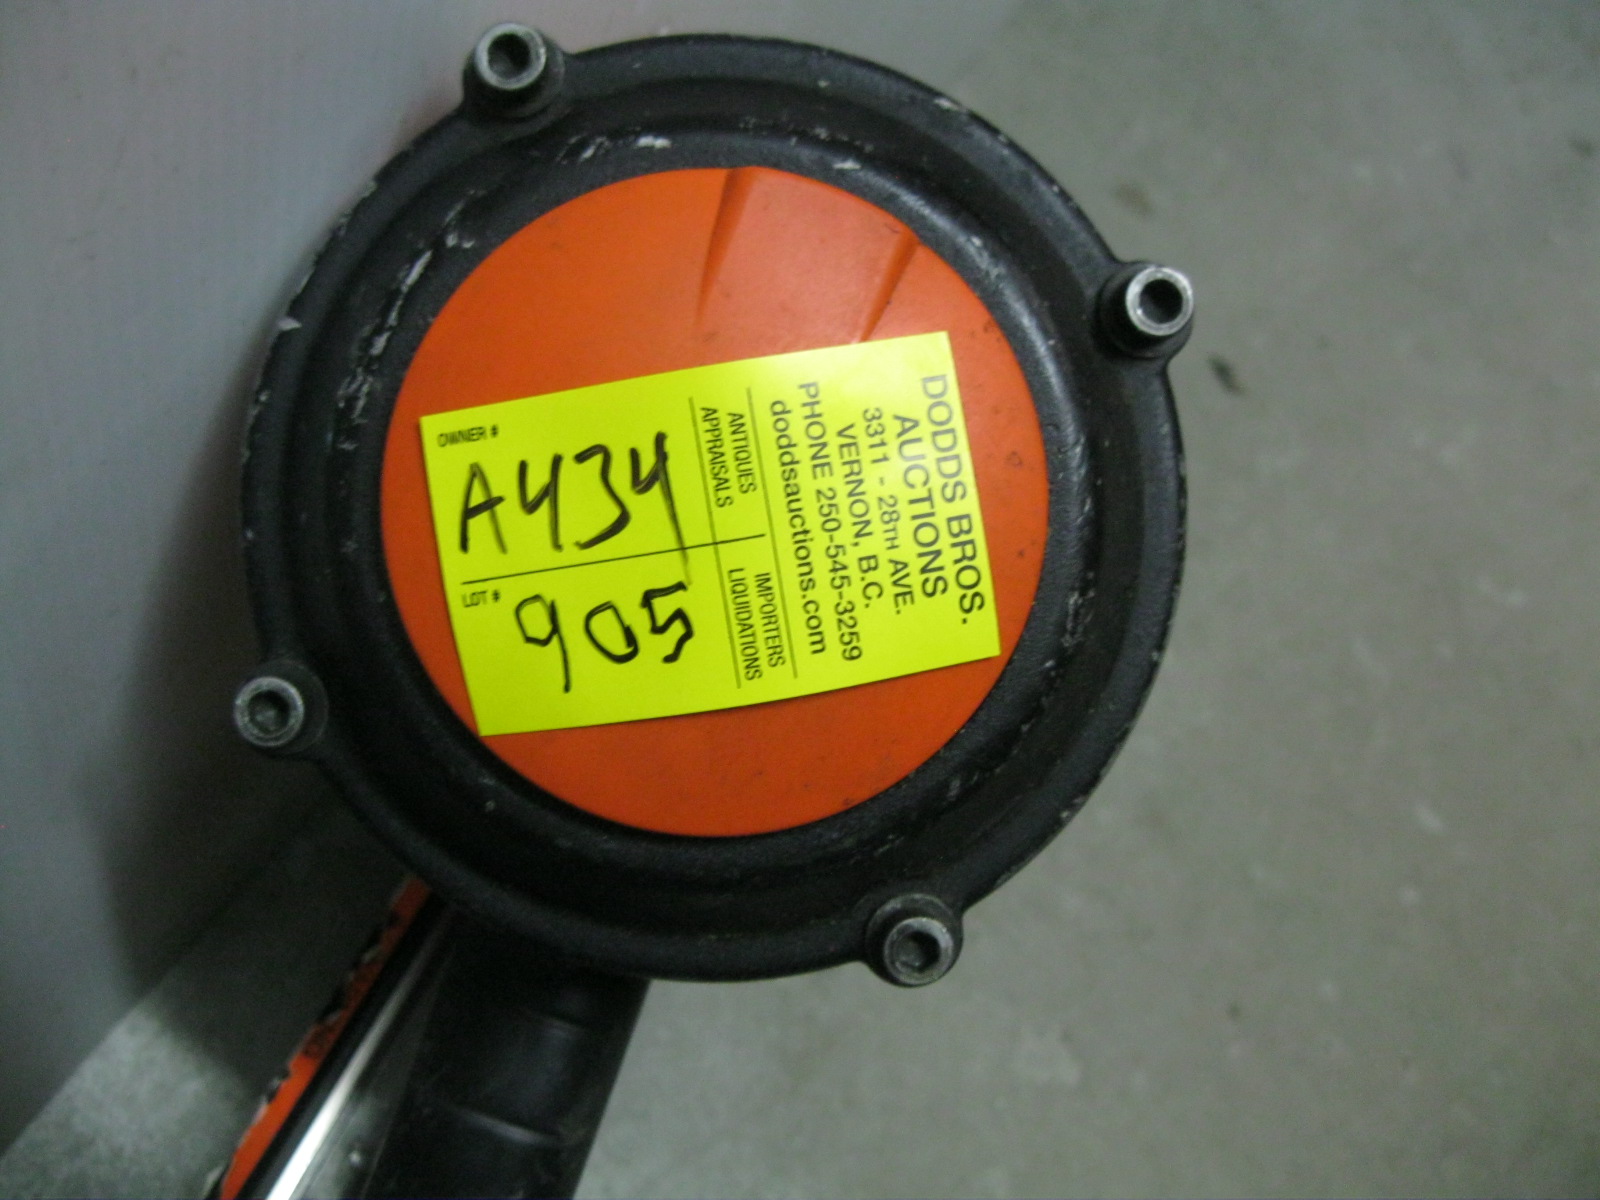 DODDS BROS.
AUCTIONS
3311 - 28TH AVE.
VERNON, B.C.
PHONE 250-545-3259
doddsauctions.com
ANTIQUES
APPRAISALS
IMPORTERS
LIQUIDATIONS
OWNER #
A434
LOT #
905